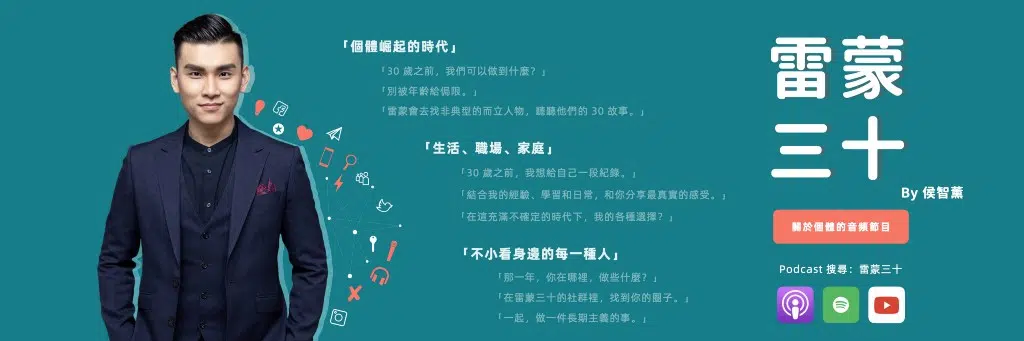 「個體崛起的時代」
「30 歲之前，我們可以做到什麼？」
「別被年齡給侷限。」
「雷蒙會去找非典型的而立人物，聽聽他們的 30 故事。」
「生活、職場、家庭」
「30 歲之前，我想給自己一段紀錄。」
「結合我的經驗、學習和日常，和你分享最真實的感受。」
「在這充滿不確定的時代下，我的各種選擇？」
「不小看身邊的每一種人」
「那一年，你在哪裡，做些什麼？」
「在雷蒙三十的社群裡，找到你的圈子。」
「一起，做一件長期主義的事。」
雷蒙
三十
By 侯智薰
關於個體的音頻節目
Podcast 搜尋：雷蒙三十